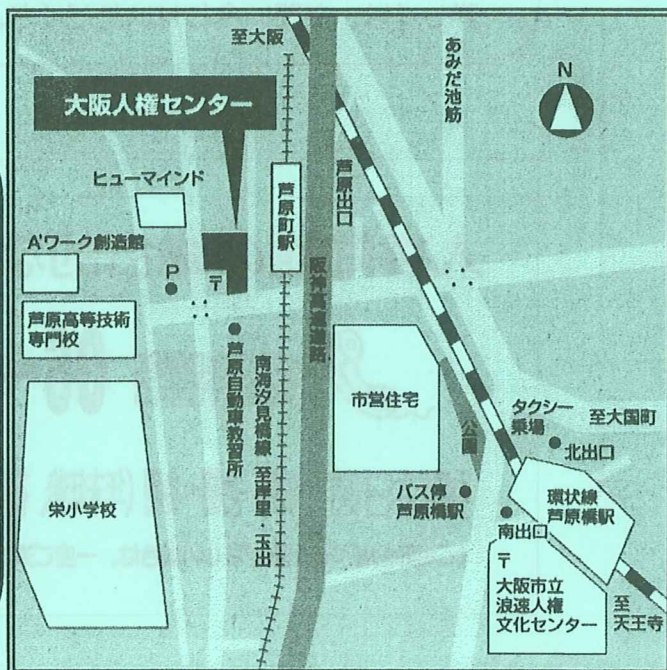 至大阪
あみだ池筋
N
大阪人権センター
ヒューマインド
芦原町駅
芦原出口
A'ワーク創造館
P
〒
阪神高速道路
芦原高等技術
専門校
芦原自動車教習所
南海汐見橋線 至岸里・玉出
市営住宅
公園
タクシー
乗場
至大国町
北出口
栄小学校
バス停
芦原橋駅
環状線
芦原橋駅
南出口
〒
大阪市立
浪速人権
文化センター
至
天王寺